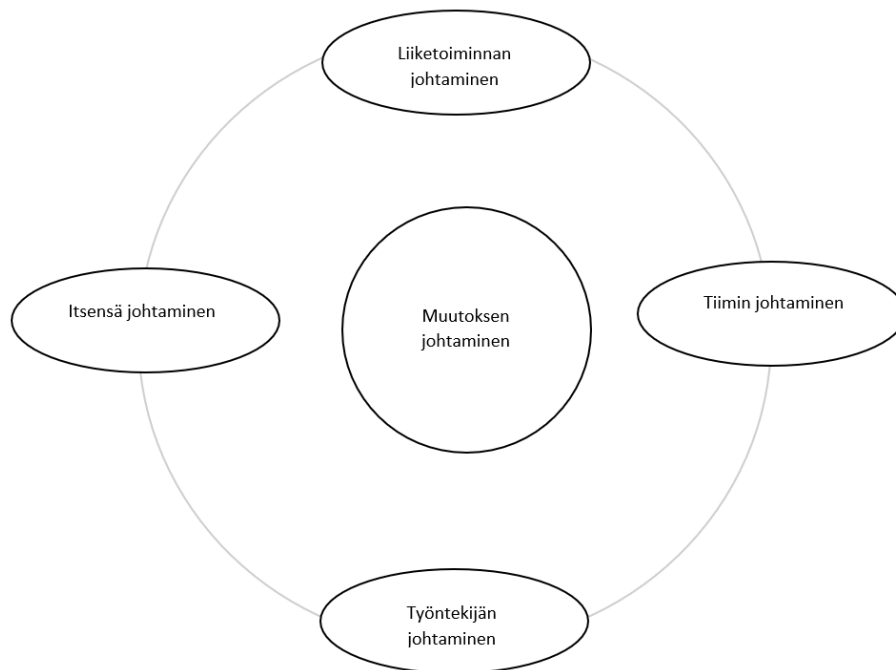 Liiketoiminnan
johtaminen
Itsensä johtaminen
Muutoksen
johtaminen
Tiimin johtaminen
Työntekijän
johtaminen